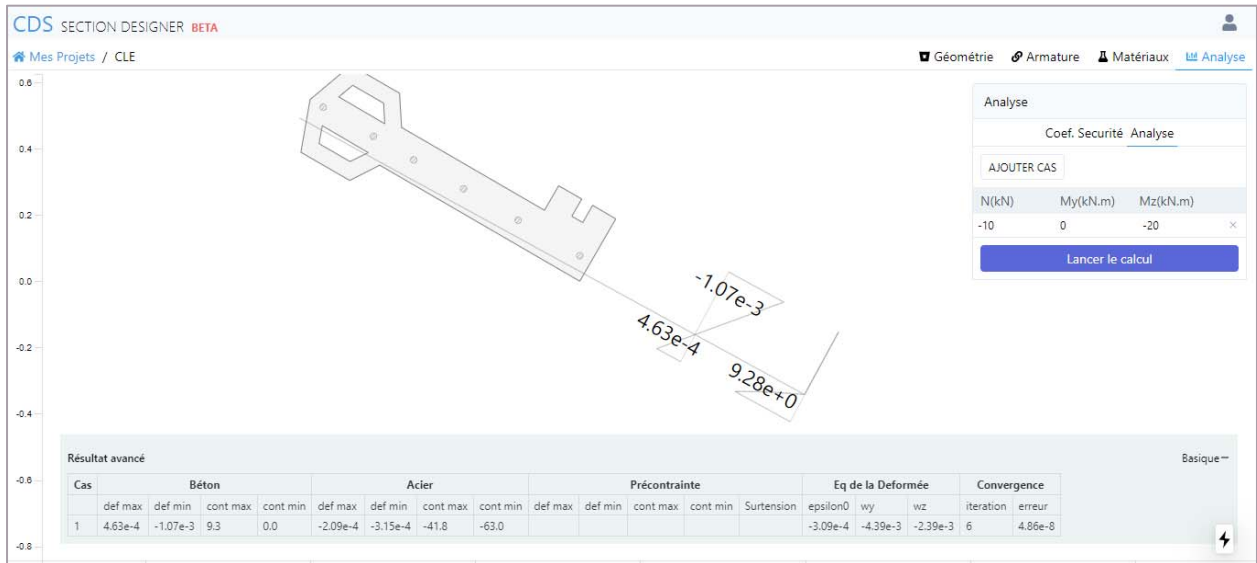 CDS SECTION DESIGNER BETA
Mes Projets / CLE
Géométrie Armature Matériaux Analyse
0.6
0.4
0.2
0.0
-0.2
-0.4
-0.6
-0.8
-1.07e-3
4.63e-4
9.28e+0
Analyse
Coef. Securité Analyse
AJOUTER CAS
N(kN) My(kN.m) Mz(kN.m)
-10 0 -20 ×
Lancer le calcul
Résultat avancé Basique
Cas Béton Acier Précontrainte Eq de la Deformée Convergence
def max def min cont max cont min def max def min cont max cont min def max def min cont max cont min Surtension epsilon0 wy wz iteration erreur
1 4.63e-4 -1.07e-3 9.3 0.0 -2.09e-4 -3.15e-4 -41.8 -63.0 -3.09e-4 -4.39e-3 -2.39e-3 6 4.86e-8